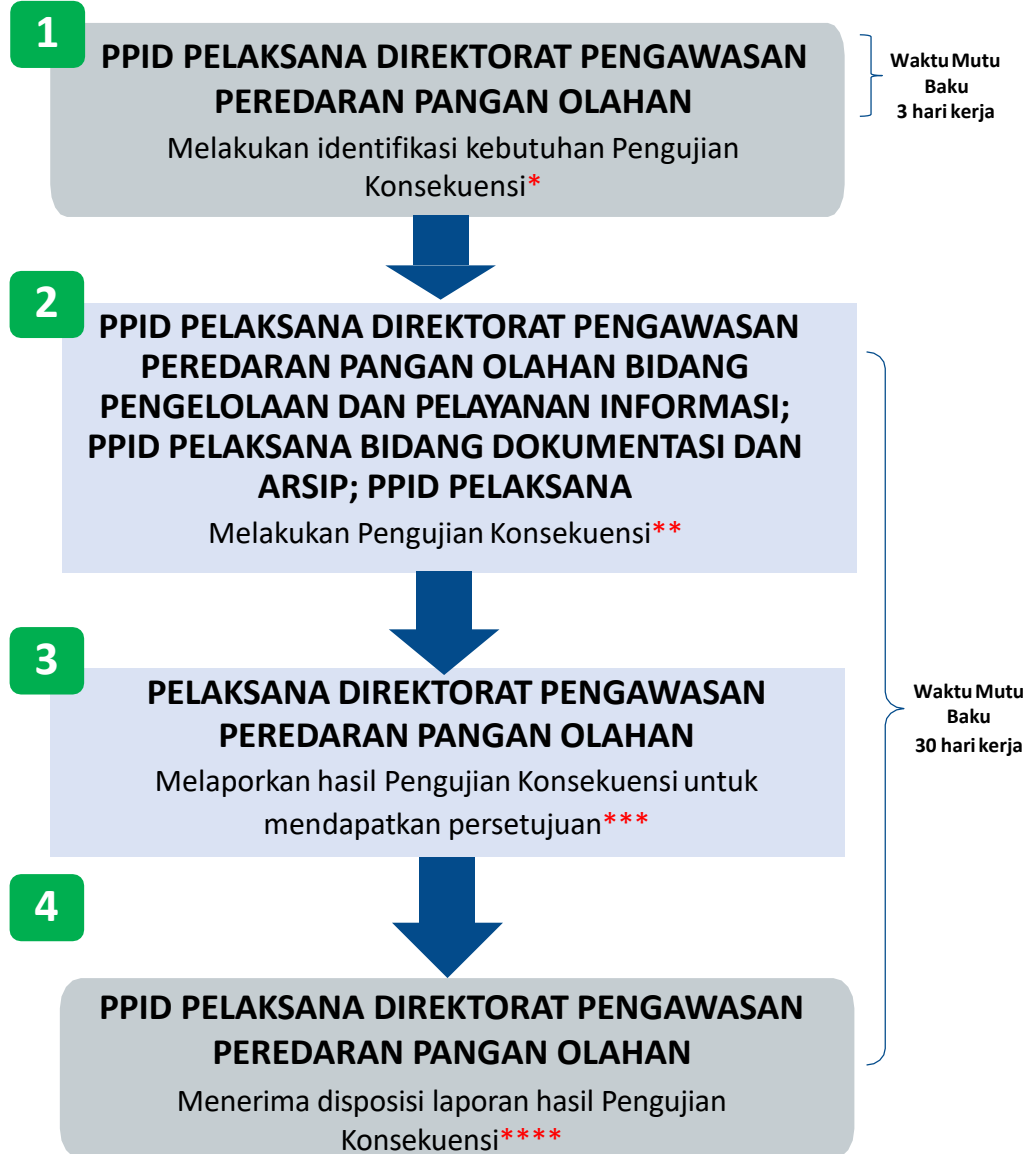 1
PPID PELAKSANA DIREKTORAT PENGAWASAN
PEREDARAN PANGAN OLAHAN
Melakukan identifikasi kebutuhan Pengujian
Konsekuensi*
Waktu Mutu
Baku
3 hari kerja
2
PPID PELAKSANA DIREKTORAT PENGAWASAN
PEREDARAN PANGAN OLAHAN BIDANG
PENGELOLAAN DAN PELAYANAN INFORMASI;
PPID PELAKSANA BIDANG DOKUMENTASI DAN
ARSIP; PPID PELAKSANA
Melakukan Pengujian Konsekuensi**
3
PELAKSANA DIREKTORAT PENGAWASAN
PEREDARAN PANGAN OLAHAN
Melaporkan hasil Pengujian Konsekuensi untuk
mendapatkan persetujuan***
Waktu Mutu
Baku
30 hari kerja
4
PPID PELAKSANA DIREKTORAT PENGAWASAN
PEREDARAN PANGAN OLAHAN
Menerima disposisi laporan hasil Pengujian
Konsekuensi****